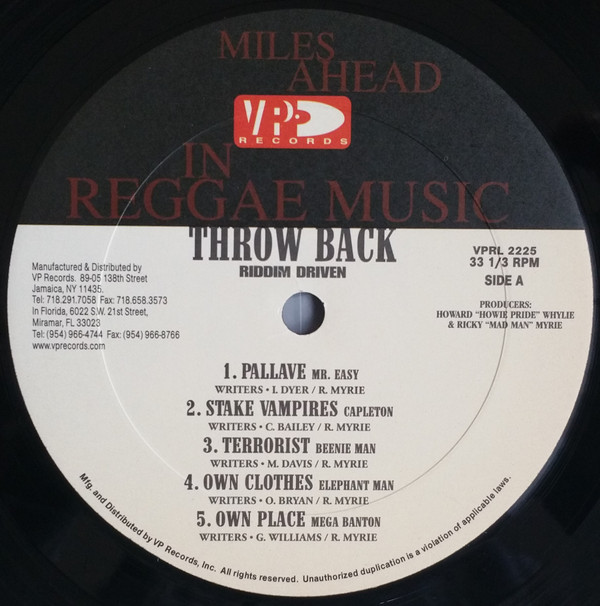 MILES
AHEAD
VP
RECORDS
IN
REGGAE MUSIC
THROW BACK
RIDDIM DRIVEN
Manufactured & Distributed by
VP Records. 89-05 138th Street
Jamaica, NY 11435.
Tel: 718.291.7058 Fax: 718.658.3573
In Florida, 6022 S.W. 21st Street,
Miramar, FL 33023
Tel: (954) 966-4744 Fax: (954) 966-8766
www.vprecords.com
VPRL 2225
33 1/3 RPM
SIDE A
PRODUCERS:
HOWARD "HOWIE PRIDE" WHYLIE
& RICKY "MAD MAN" MYRIE
1. PALLAVE MR. EASY
WRITERS • I. DYER / R. MYRIE
2. STAKE VAMPIRES CAPLETON
WRITERS • C. BAILEY / R. MYRIE
3. TERRORIST BEENIE MAN
WRITERS • M. DAVIS / R. MYRIE
4. OWN CLOTHES ELEPHANT MAN
WRITERS • O. BRYAN / R. MYRIE
5. OWN PLACE MEGA BANTON
WRITERS • G. WILLIAMS / R. MYRIE
Mfg. and Distributed by VP Records, Inc. All rights reserved. Unauthorized duplication is a violation of applicable laws.